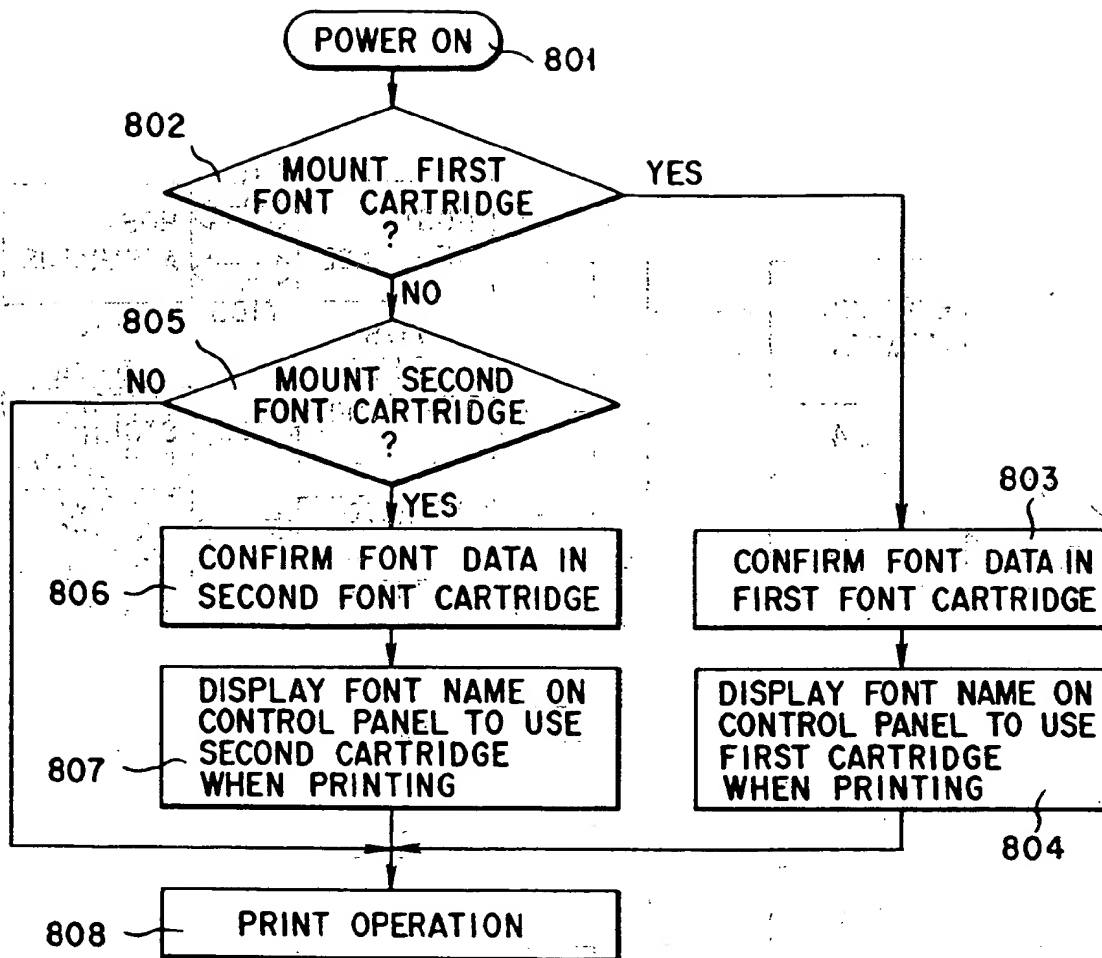 POWER ON
801
802
MOUNT FIRST
FONT CARTRIDGE
?
YES
NO
805
NO
MOUNT SECOND
FONT CARTRIDGE
?
YES
803
CONFIRM FONT DATA IN
SECOND FONT CARTRIDGE
806
CONFIRM FONT DATA IN
FIRST FONT CARTRIDGE
DISPLAY FONT NAME ON
CONTROL PANEL TO USE
SECOND CARTRIDGE
WHEN PRINTING
807
DISPLAY FONT NAME ON
CONTROL PANEL TO USE
FIRST CARTRIDGE
WHEN PRINTING
804
PRINT OPERATION
808